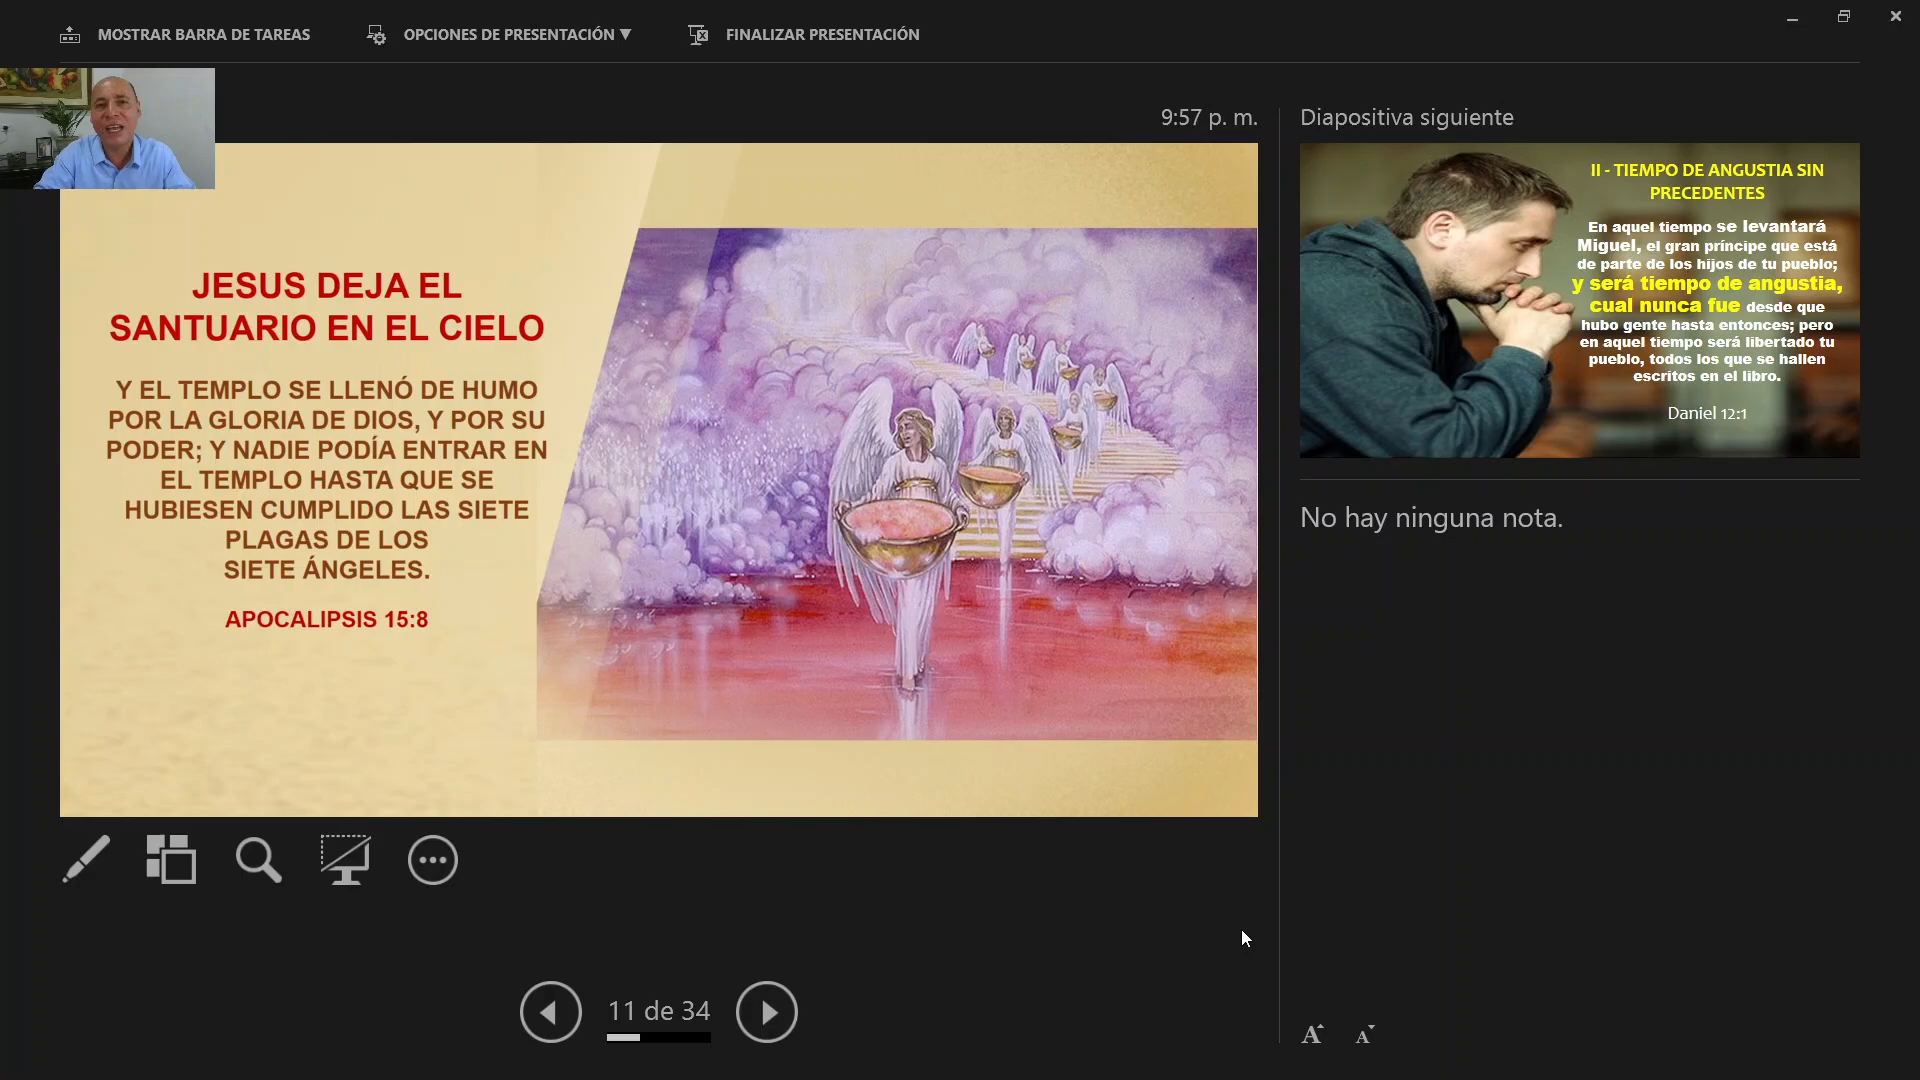 MOSTRAR BARRA DE TAREAS
OPCIONES DE PRESENTACIÓN ▼
FINALIZAR PRESENTACIÓN
9:57 p. m.
JESUS DEJA EL
SANTUARIO EN EL CIELO
Y EL TEMPLO SE LLENÓ DE HUMO
POR LA GLORIA DE DIOS, Y POR SU
PODER; Y NADIE PODÍA ENTRAR EN
EL TEMPLO HASTA QUE SE
HUBIESEN CUMPLIDO LAS SIETE
PLAGAS DE LOS
SIETE ÁNGELES.
APOCALIPSIS 15:8
11 de 34
Diapositiva siguiente
II - TIEMPO DE ANGUSTIA SIN
PRECEDENTES
En aquel tiempo se levantará
Miguel, el gran príncipe que está
de parte de los hijos de tu pueblo;
y será tiempo de angustia,
cual nunca fue desde que
hubo gente hasta entonces; pero
en aquel tiempo será libertado tu
pueblo, todos los que se hallen
escritos en el libro.
Daniel 12:1
No hay ninguna nota.
A A